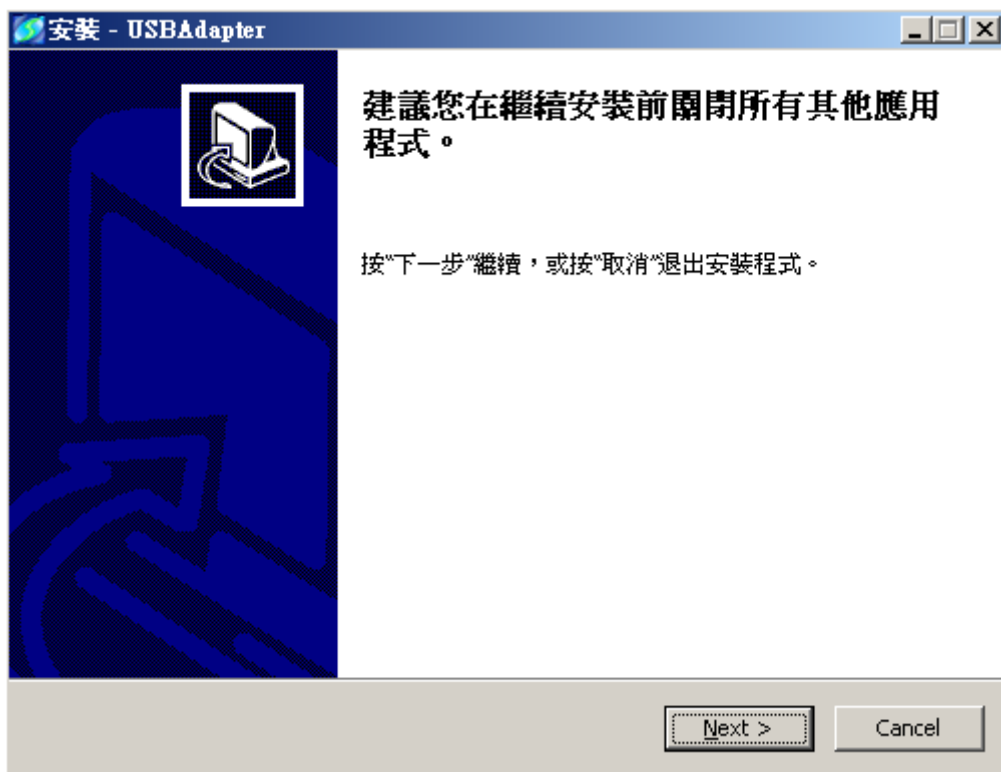 安裝 - USBAdapter
建議您在繼續安裝前關閉所有其他應用
程式。
按"下一步"繼續，或按"取消"退出安裝程式。
Next >
Cancel